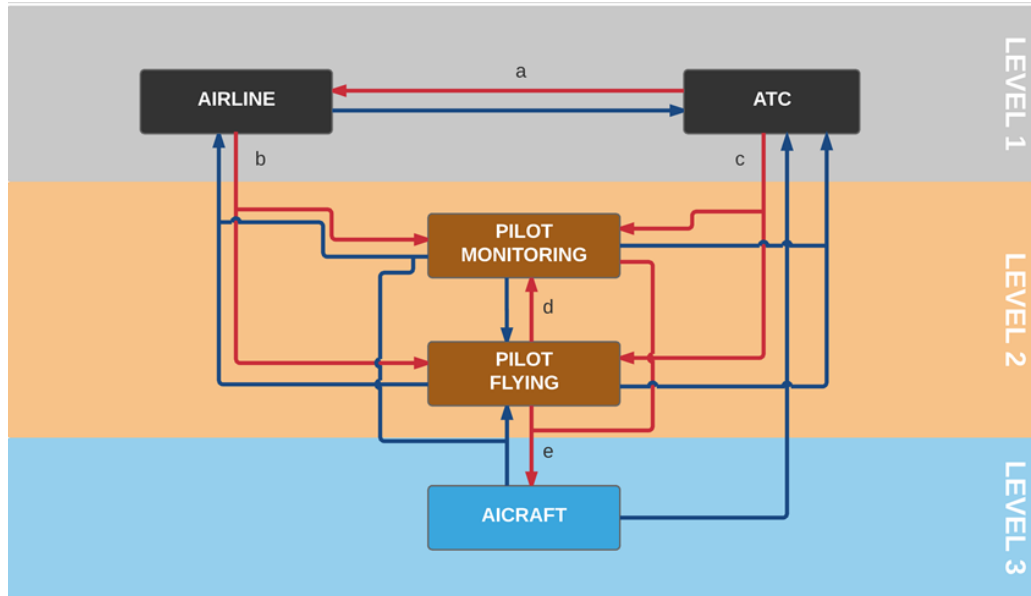 a
AIRLINE
ATC
LEVEL 1
b
c
PILOT
MONITORING
LEVEL 2
d
PILOT
FLYING
e
AICRAFT
LEVEL 3